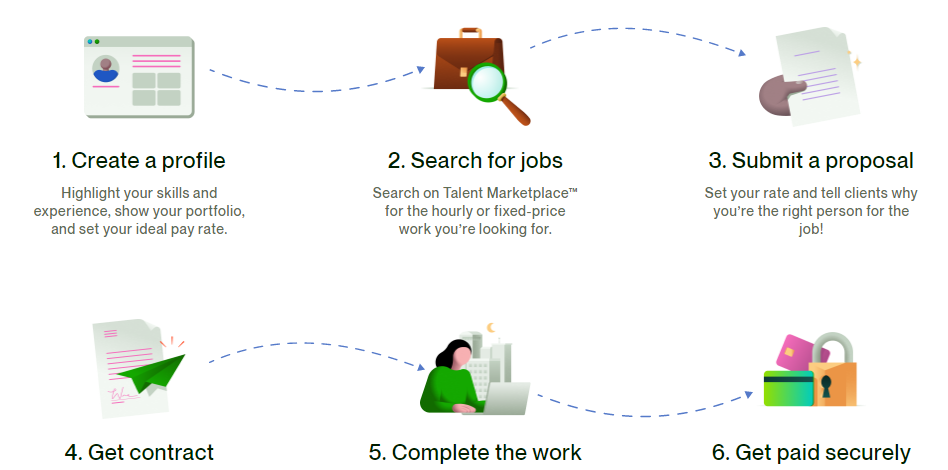 1. Create a profile
Highlight your skills and
experience, show your portfolio,
and set your ideal pay rate.
2. Search for jobs
Search on Talent Marketplace™
for the hourly or fixed-price
work you’re looking for.
3. Submit a proposal
Set your rate and tell clients why
you’re the right person for the
job!
4. Get contract
5. Complete the work
6. Get paid securely